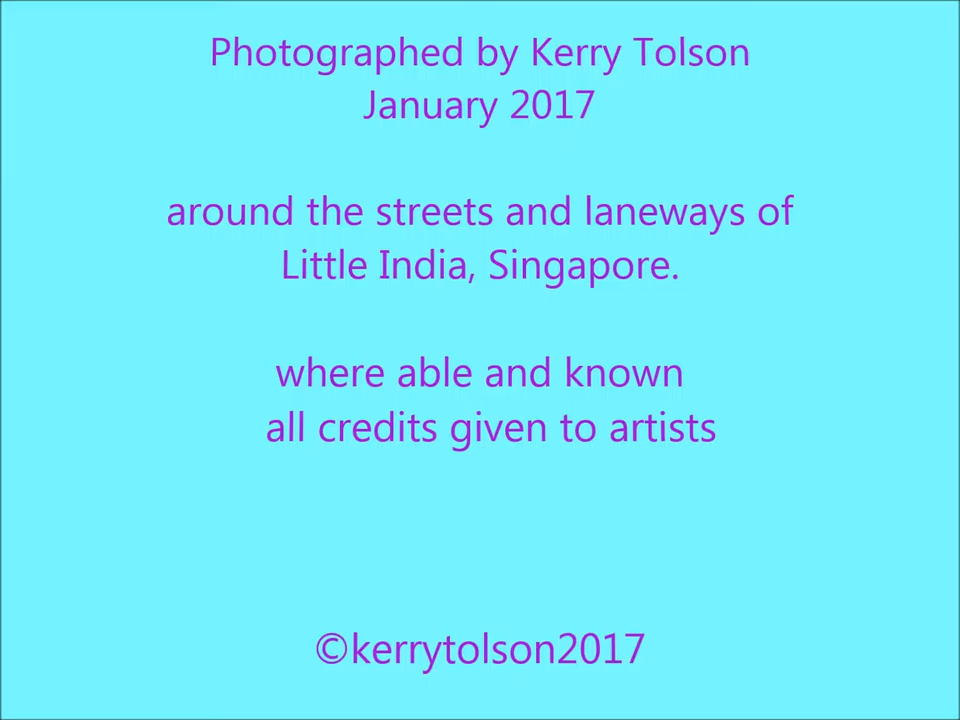 Photographed by Kerry Tolson
January 2017
around the streets and laneways of
Little India, Singapore.
where able and known
all credits given to artists
©kerrytolson2017